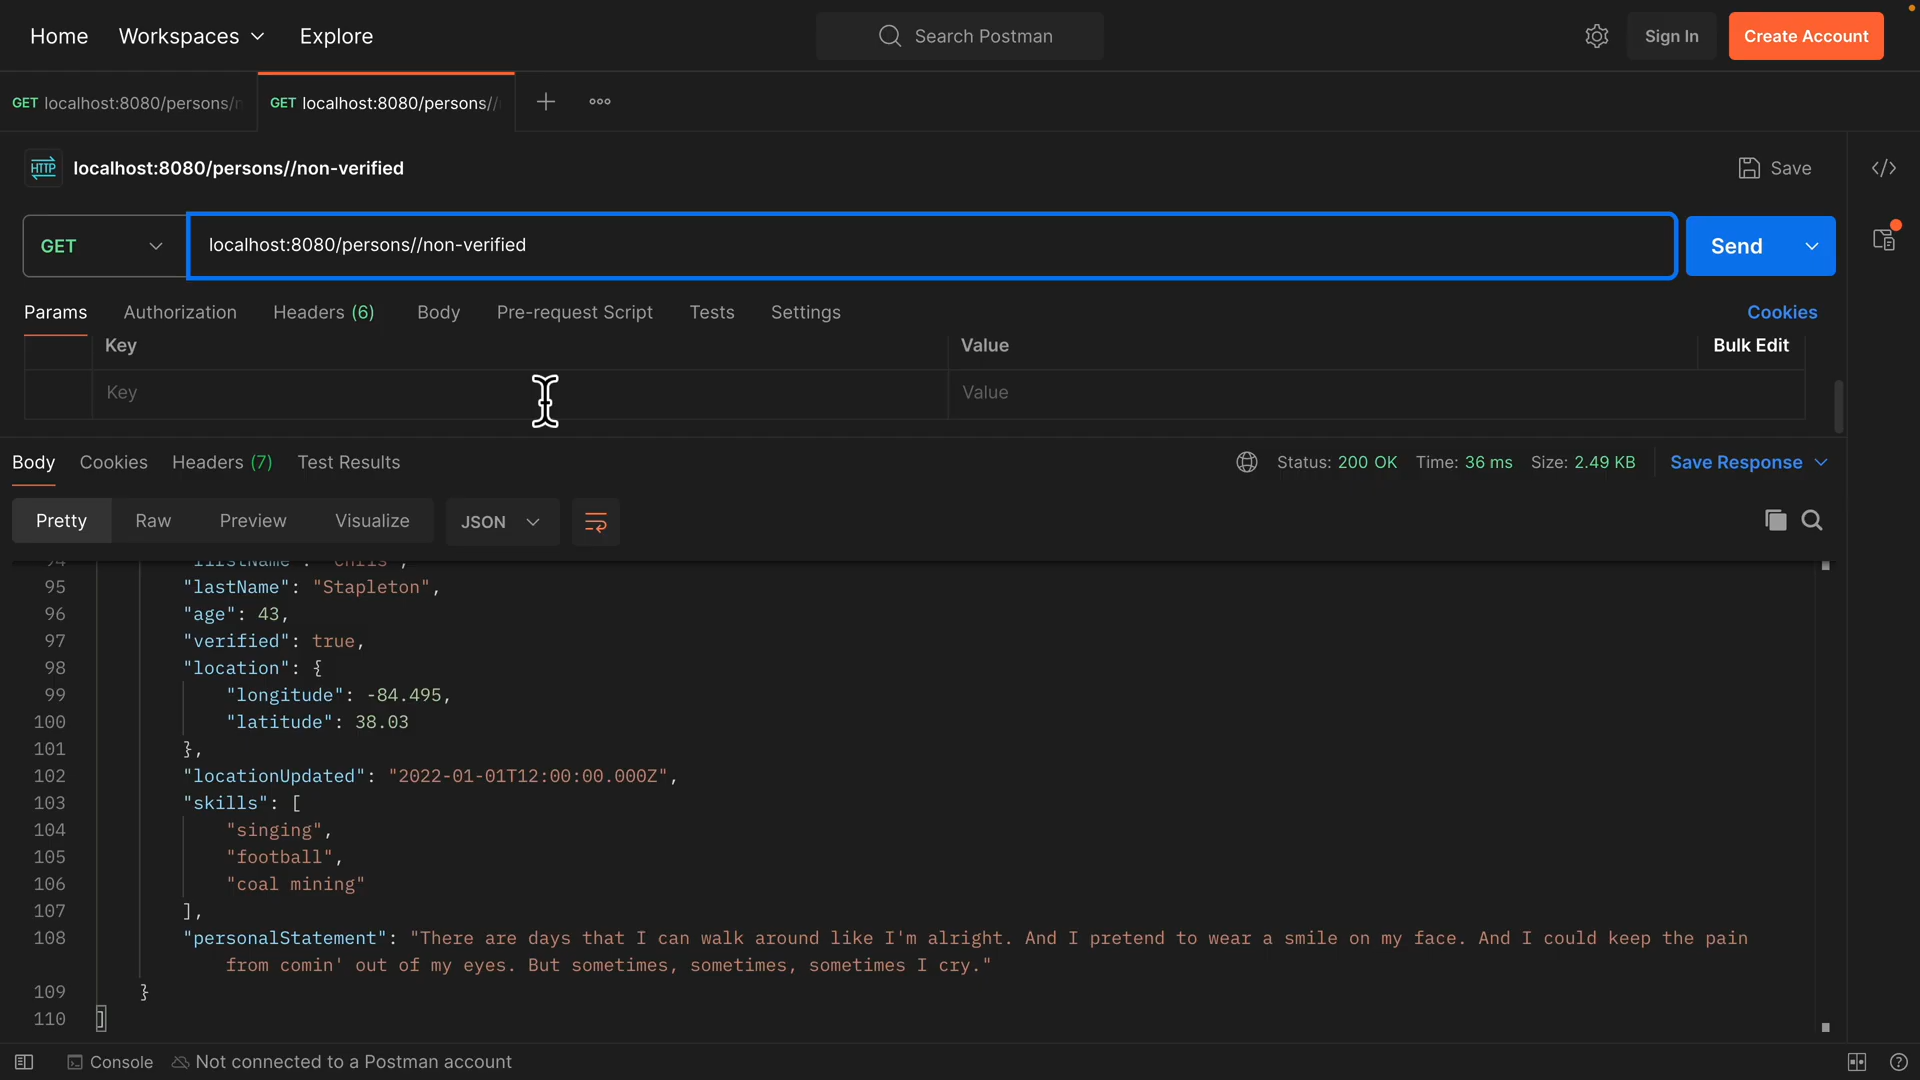 Home Workspaces Explore Search Postman Sign In Create Account
GET localhost:8080/persons/ GET localhost:8080/persons//
HTTP localhost:8080/persons//non-verified Save
GET localhost:8080/persons//non-verified Send
Params Authorization Headers (6) Body Pre-request Script Tests Settings Cookies
Key Value Bulk Edit
Key Value
Body Cookies Headers (7) Test Results Status: 200 OK Time: 36 ms Size: 2.49 KB Save Response
Pretty Raw Preview Visualize JSON
94 "firstName": "Chris",
95 "lastName": "Stapleton",
96 "age": 43,
97 "verified": true,
98 "location": {
99 "longitude": -84.495,
100 "latitude": 38.03
101 },
102 "locationUpdated": "2022-01-01T12:00:00.000Z",
103 "skills": [
104 "singing",
105 "football",
106 "coal mining"
107 ],
108 "personalStatement": "There are days that I can walk around like I'm alright. And I pretend to wear a smile on my face. And I could keep the pain
from comin' out of my eyes. But sometimes, sometimes, sometimes I cry."
109 }
110 ]
Console Not connected to a Postman account